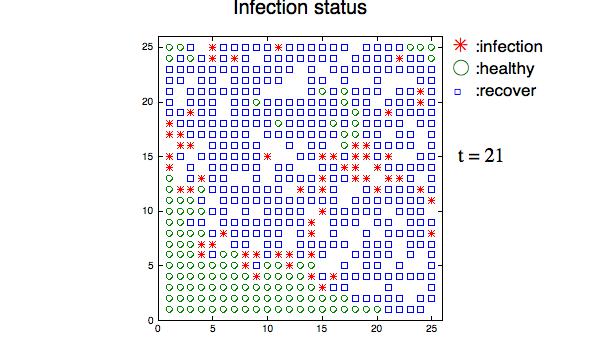 Infection status
:infection
:healthy
:recover
t = 21
25
20
15
10
5
0
0 5 10 15 20 25